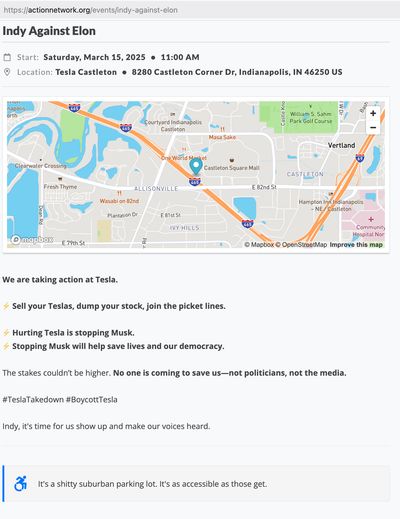 https://actionnetwork.org/events/indy-against-elon
Indy Against Elon
Start: Saturday, March 15, 2025 • 11:00 AM
Location: Tesla Castleton • 8280 Castleton Corner Dr, Indianapolis, IN 46250 US
Courtyard Indianapolis
Castleton
William S. Sahm
Park Golf Course
+
−
465
Masa Sake
Vertland
One World Market
Castleton Square Mall
Clearwater Crossing
Fresh Thyme
ALLISONVILLE
E 82nd St
CASTLETON
Wasabi on 82nd
Hampton Inn Indianapolis
- NE / Castleton
Plantation Dr
E 81st St
IVY HILLS
Dean Rd
Community
Hospital Nor
E 79th St
mapbox
© Mapbox © OpenStreetMap Improve this map
We are taking action at Tesla.
⚡ Sell your Teslas, dump your stock, join the picket lines.
⚡ Hurting Tesla is stopping Musk.
⚡ Stopping Musk will help save lives and our democracy.
The stakes couldn't be higher. No one is coming to save us—not politicians, not the media.
#TeslaTakedown #BoycottTesla
Indy, it's time for us show up and make our voices heard.
It's a shitty suburban parking lot. It's as accessible as those get.